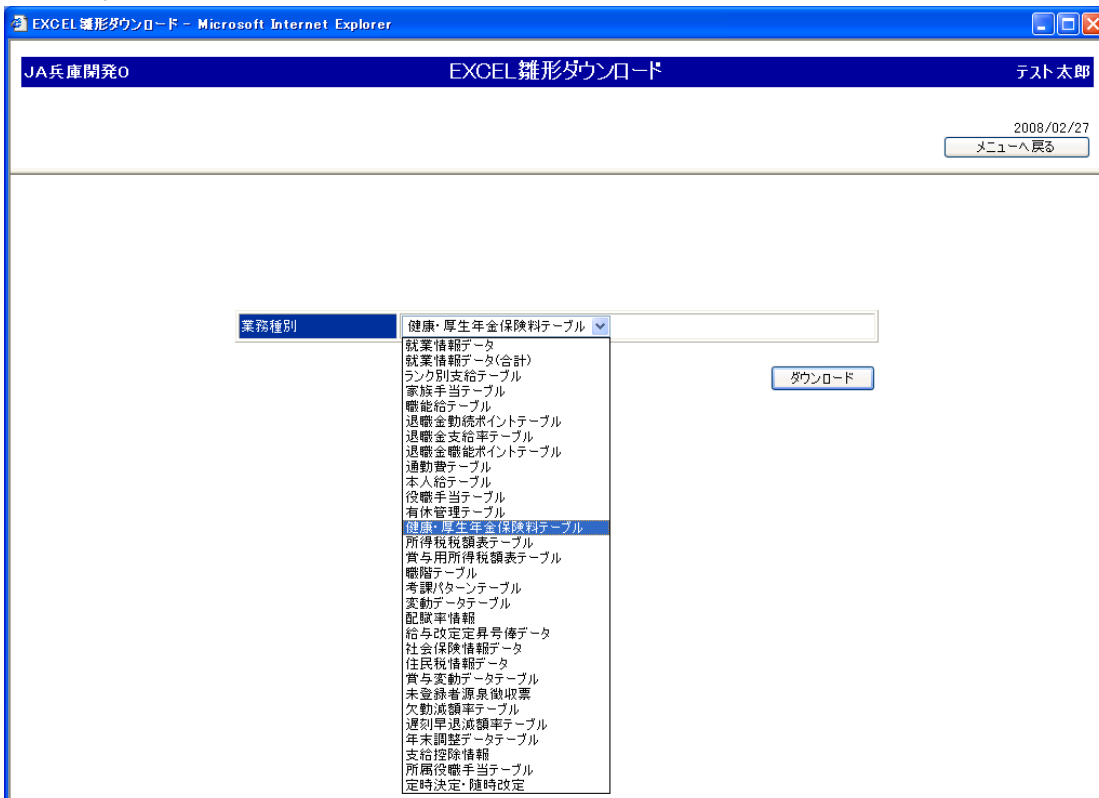 EXCEL雛形ダウンロード - Microsoft Internet Explorer
JA兵庫開発0 EXCEL雛形ダウンロード テスト太郎
2008/02/27
メニューへ戻る
業務種別 健康・厚生年金保険料テーブル
就業情報データ
就業情報データ(合計)
ランク別支給テーブル
ダウンロード
家族手当テーブル
職能給テーブル
退職金勤続ポイントテーブル
退職金支給率テーブル
退職金職能ポイントテーブル
通勤費テーブル
本人給テーブル
役職手当テーブル
有休管理テーブル
健康・厚生年金保険料テーブル
所得税税額表テーブル
賞与用所得税額表テーブル
職階テーブル
考課パターンテーブル
変動データテーブル
配賦率情報
給与改定定昇号俸データ
社会保険情報データ
住民税情報データ
賞与変動データテーブル
未登録者源泉徴収票
欠勤減額率テーブル
遅刻早退減額率テーブル
年末調整データテーブル
支給控除情報
所属役職手当テーブル
定時決定・随時改定